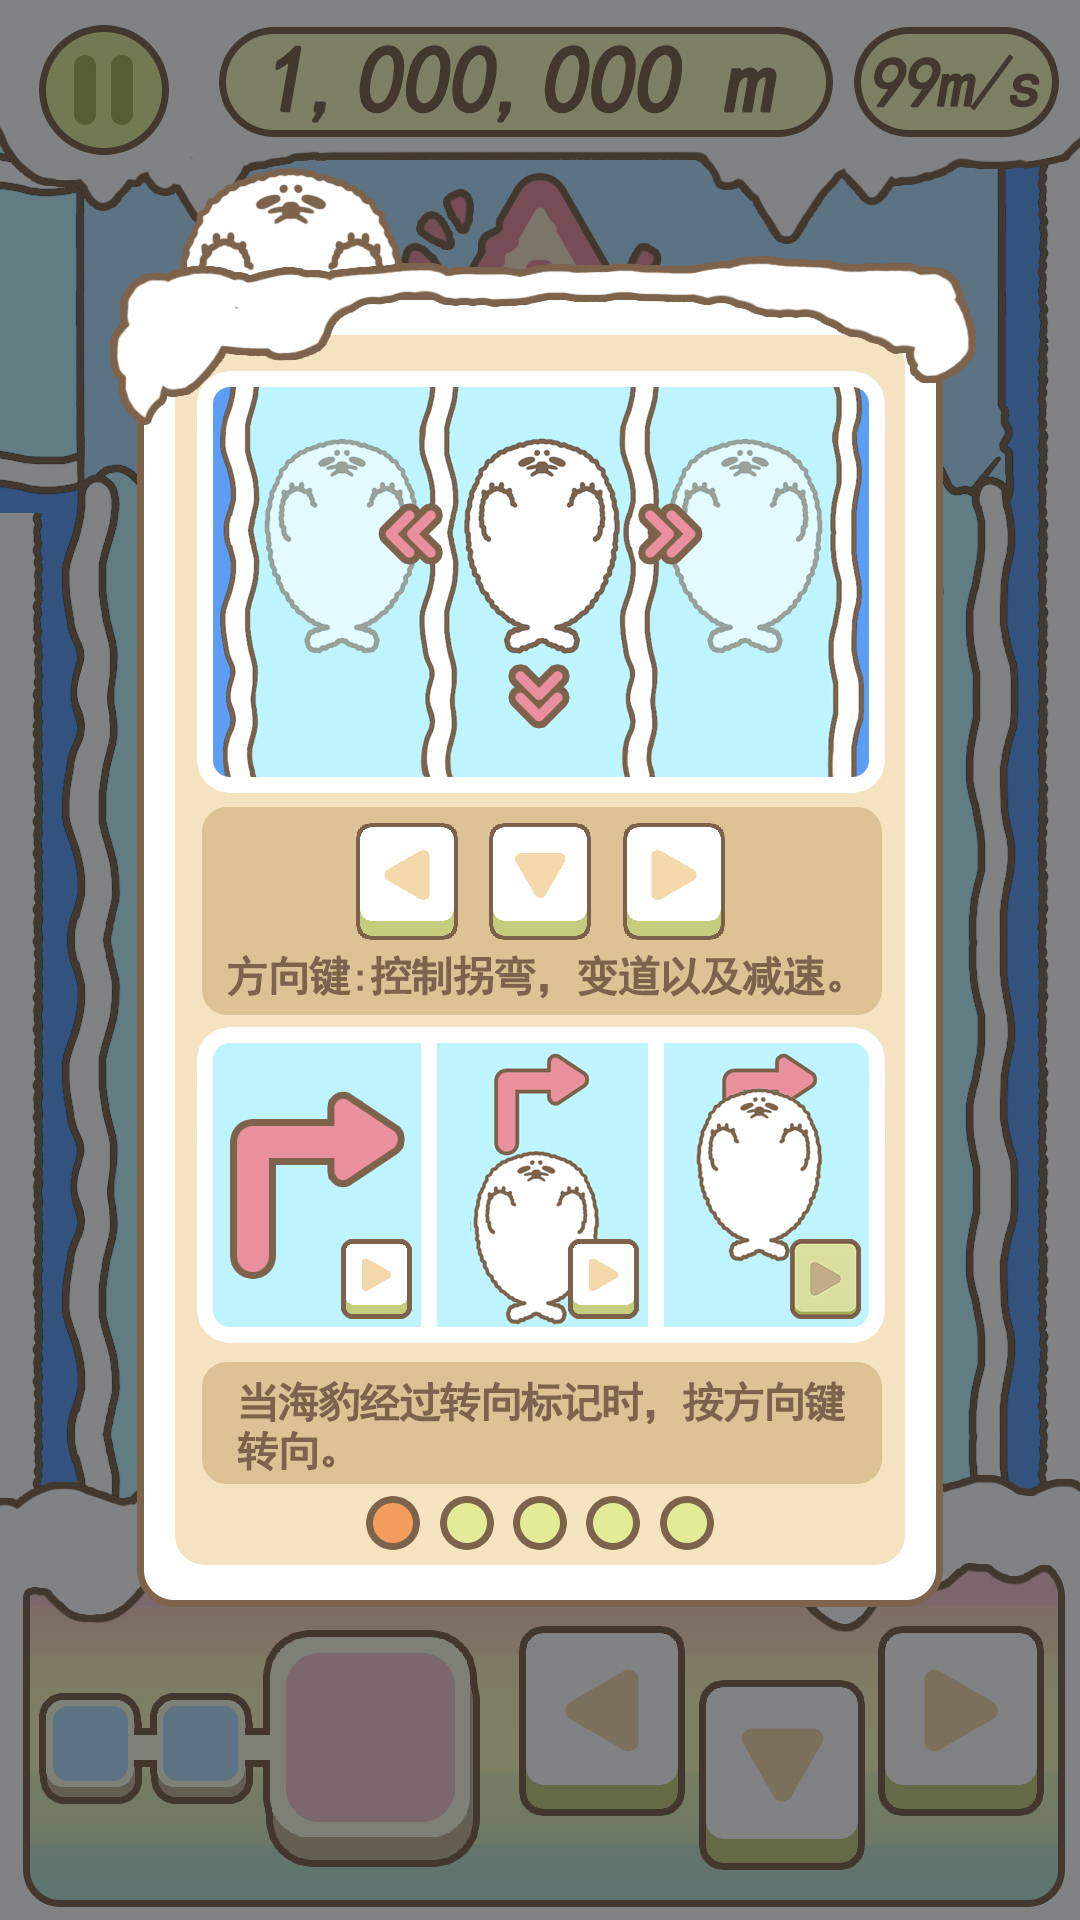 1,000,000 m
99m/s
方向键:控制拐弯，变道以及减速。
当海豹经过转向标记时，按方向键
转向。